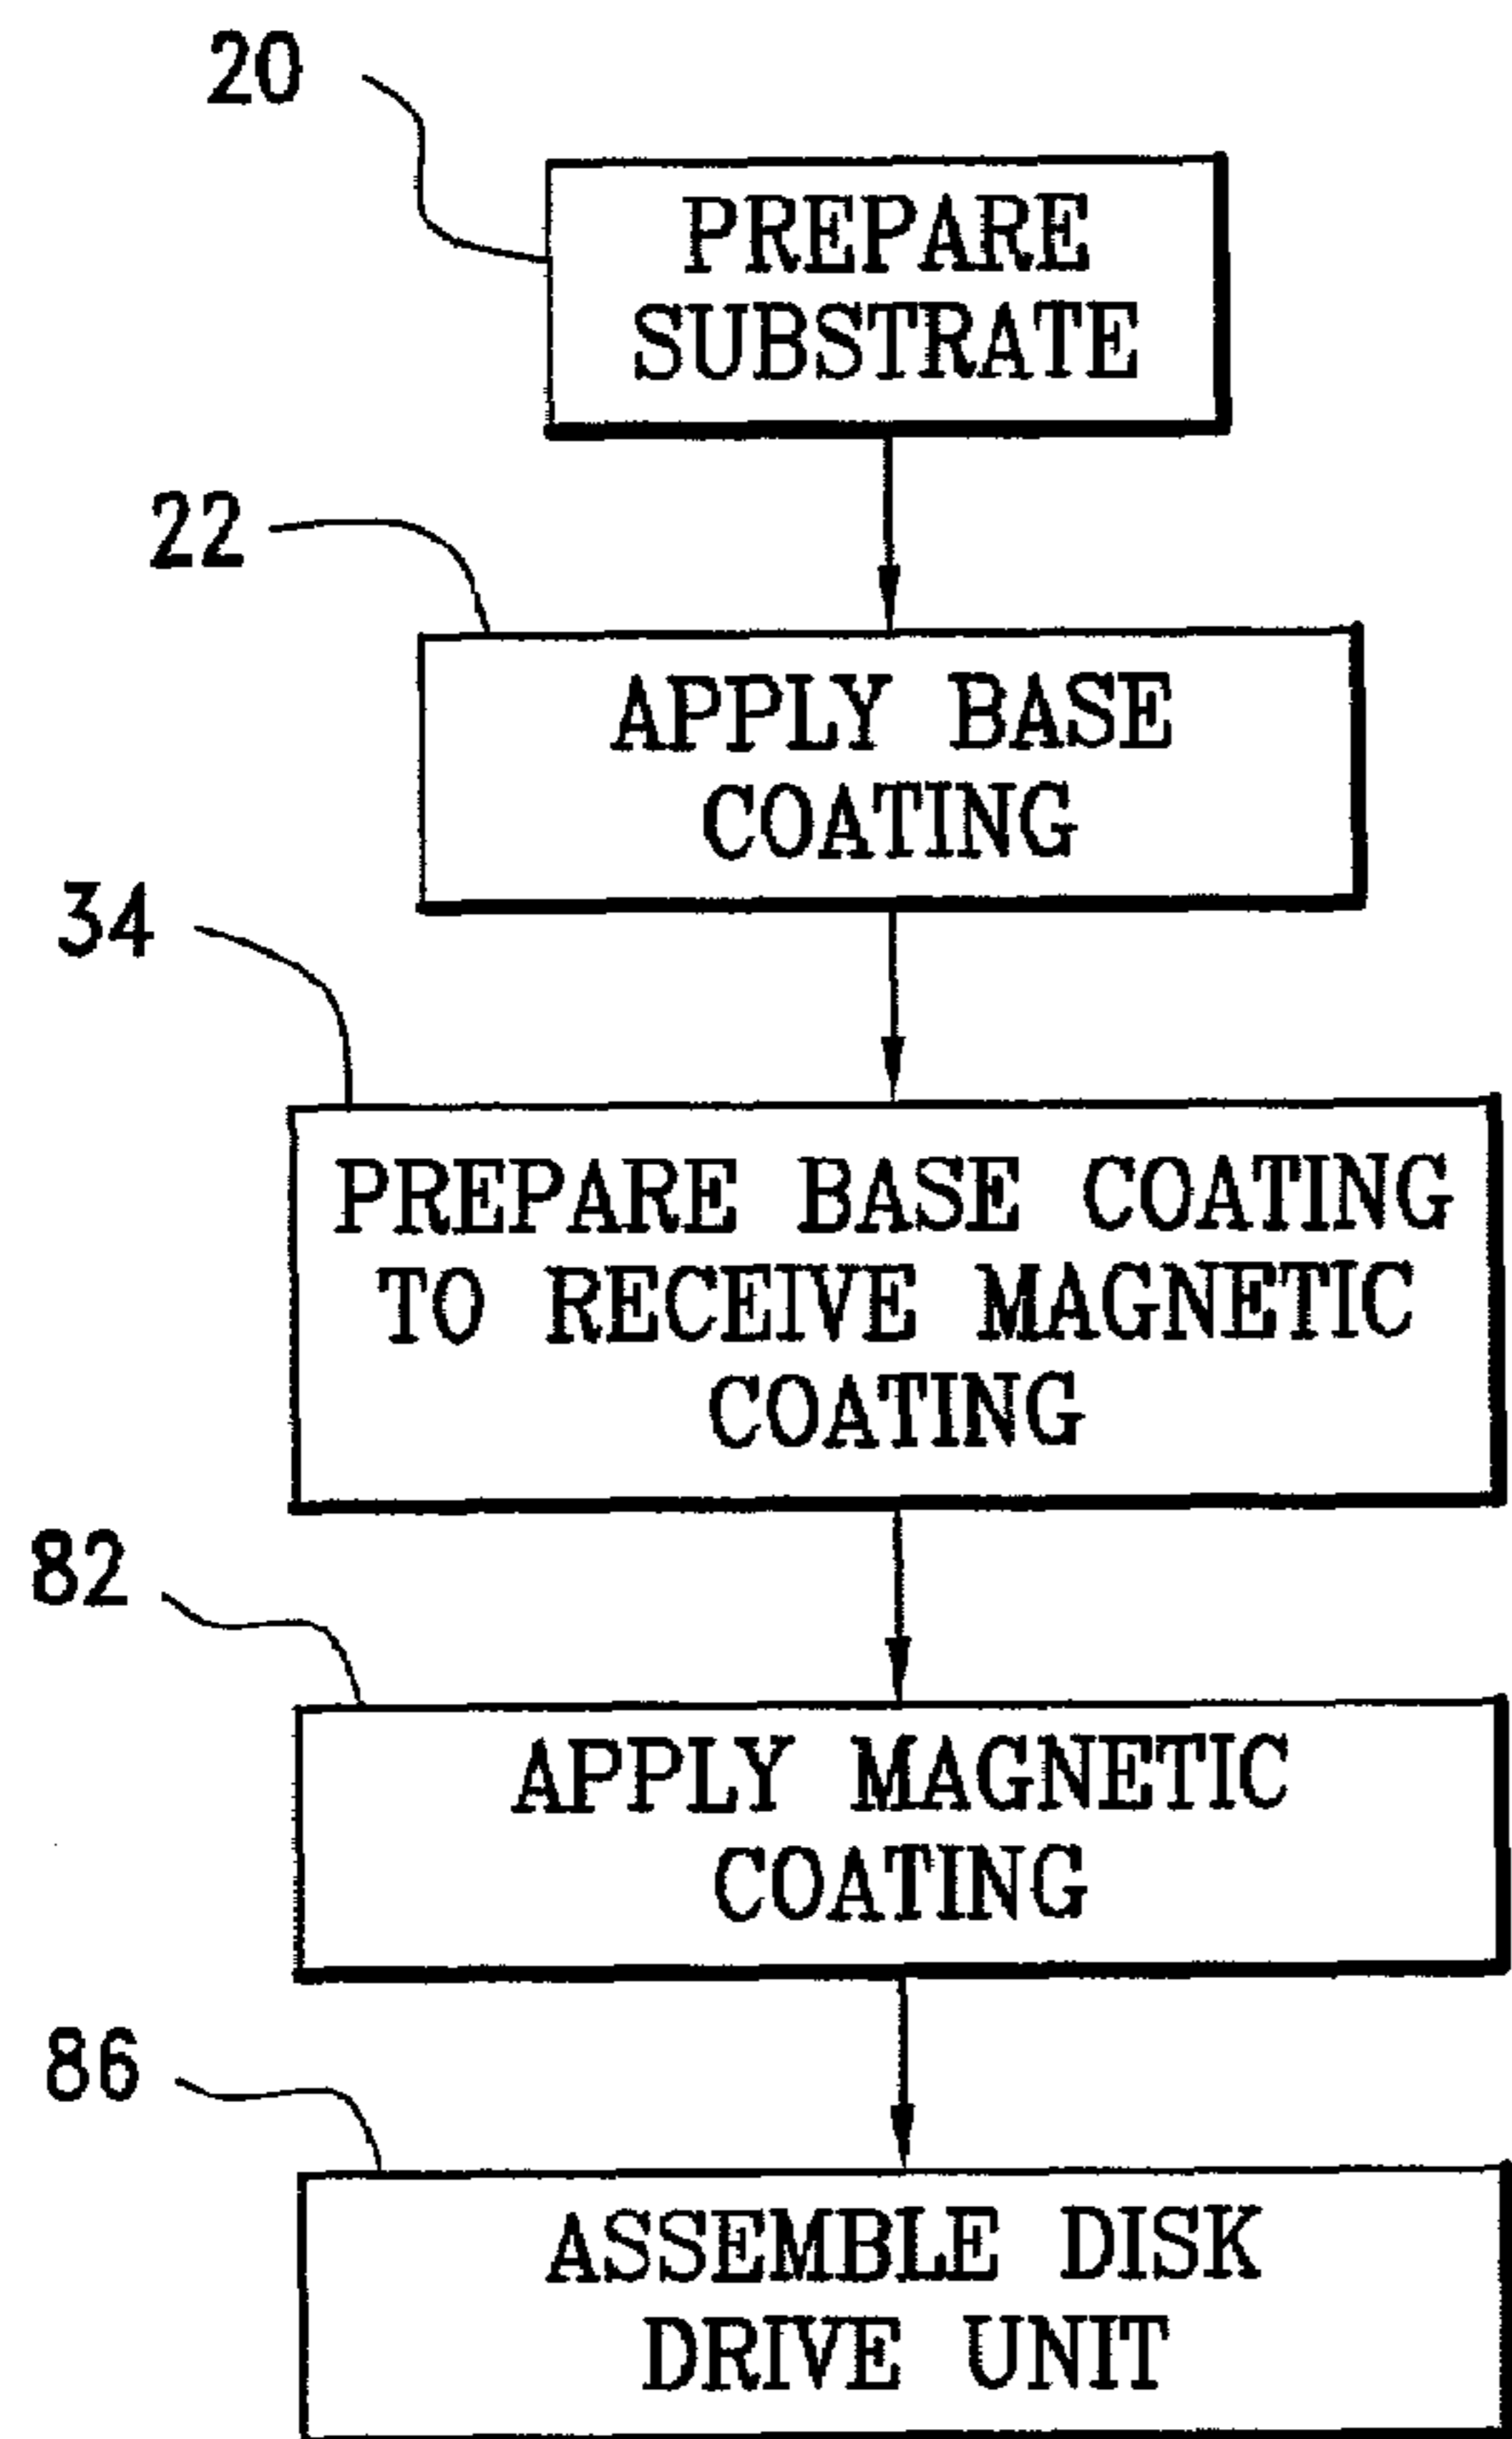 20
PREPARE
SUBSTRATE
22
APPLY BASE
COATING
34
PREPARE BASE COATING
TO RECEIVE MAGNETIC
COATING
82
APPLY MAGNETIC
COATING
86
ASSEMBLE DISK
DRIVE UNIT